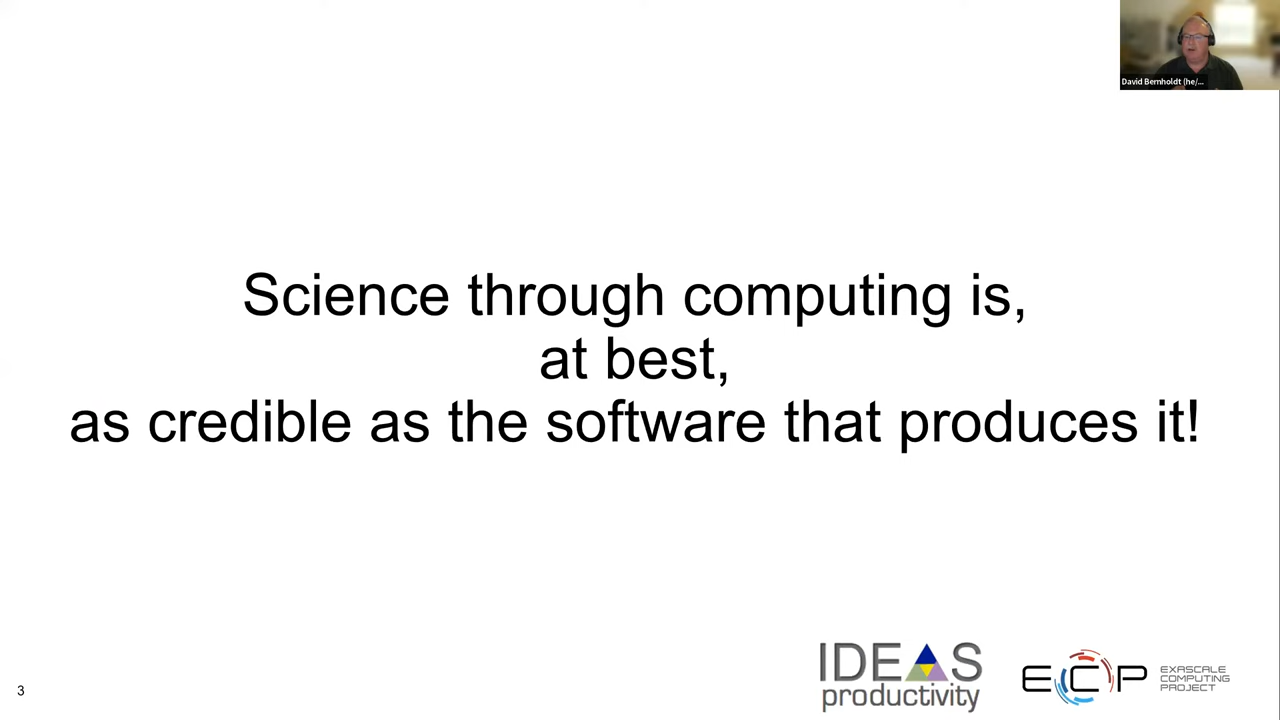 David Bernholdt (he/...
Science through computing is,
at best,
as credible as the software that produces it!
3
IDEAS
productivity
ECP
EXASCALE
COMPUTING
PROJECT